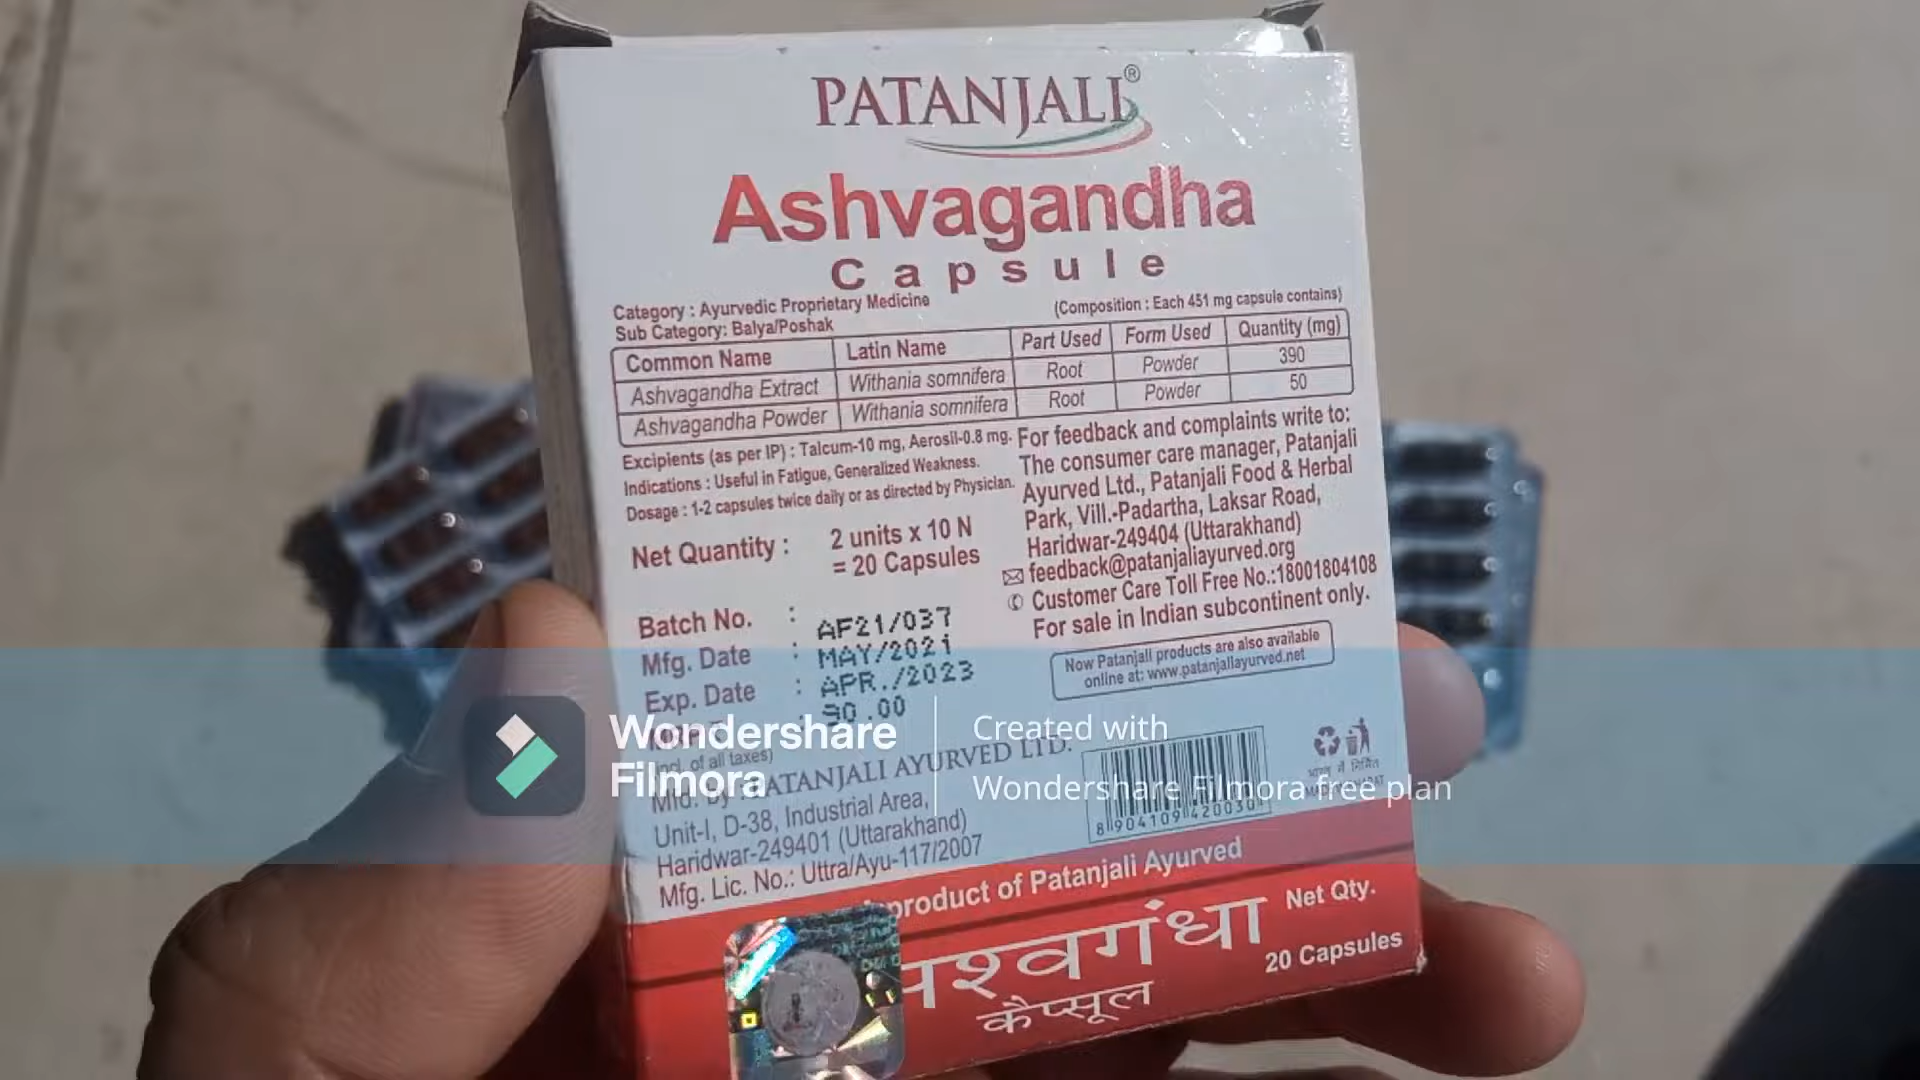 PATANJALI®
Ashvagandha
Capsule
Category : Ayurvedic Proprietary Medicine
Sub Category: Balya/Poshak
(Composition : Each 451 mg capsule contains)
Common Name Latin Name Part Used Form Used Quantity (mg)
Ashvagandha Extract Withania somnifera Root Powder 390
Ashvagandha Powder Withania somnifera Root Powder 50
Excipients (as per IP) : Talcum-10 mg, Aerosil-0.8 mg.
Indications : Useful in Fatigue, Generalized Weakness.
Dosage : 1-2 capsules twice daily or as directed by Physician.
Net Quantity : 2 units x 10 N
= 20 Capsules
Batch No. : AF21/037
Mfg. Date : MAY/2021
Exp. Date : APR./2023
90.00
incl. of all taxes)
Mfd. By PATANJALI AYURVED LTD.
Unit-I, D-38, Industrial Area,
Haridwar-249401 (Uttarakhand)
Mfg. Lic. No.: Uttra/Ayu-117/2007
For feedback and complaints write to:
The consumer care manager, Patanjali
Ayurved Ltd., Patanjali Food & Herbal
Park, Vill.-Padartha, Laksar Road,
Haridwar-249404 (Uttarakhand)
feedback@patanjaliayurved.org
Customer Care Toll Free No.:18001804108
For sale in Indian subcontinent only.
Now Patanjali products are also available
online at: www.patanjaliayurved.net
8 904109 420030
भारत में निर्मित
product of Patanjali Ayurved
श्वगंधा
कैप्सूल
Net Qty.
20 Capsules
Wondershare
Filmora
Created with
Wondershare Filmora free plan